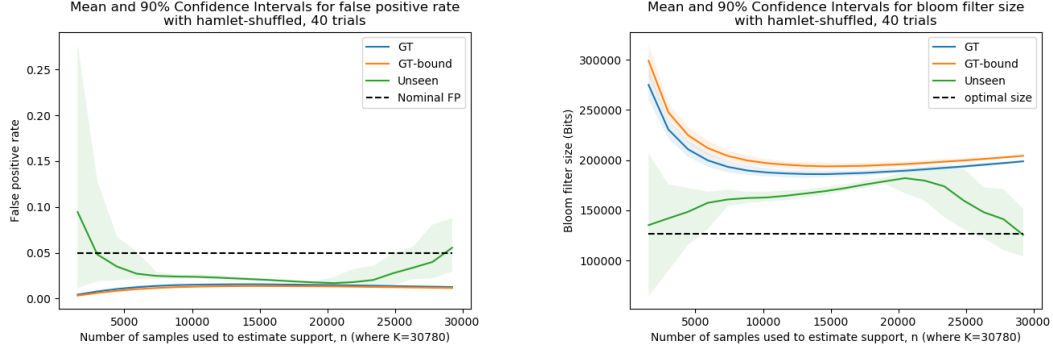 Mean and 90% Confidence Intervals for false positive rate
with hamlet-shuffled, 40 trials
GT
GT-bound
Unseen
Nominal FP
False positive rate
0.25
0.20
0.15
0.10
0.05
0.00
5000
10000
15000
20000
25000
30000
Number of samples used to estimate support, n (where K=30780)
Mean and 90% Confidence Intervals for bloom filter size
with hamlet-shuffled, 40 trials
GT
GT-bound
Unseen
optimal size
Bloom filter size (Bits)
300000
250000
200000
150000
100000
5000
10000
15000
20000
25000
30000
Number of samples used to estimate support, n (where K=30780)